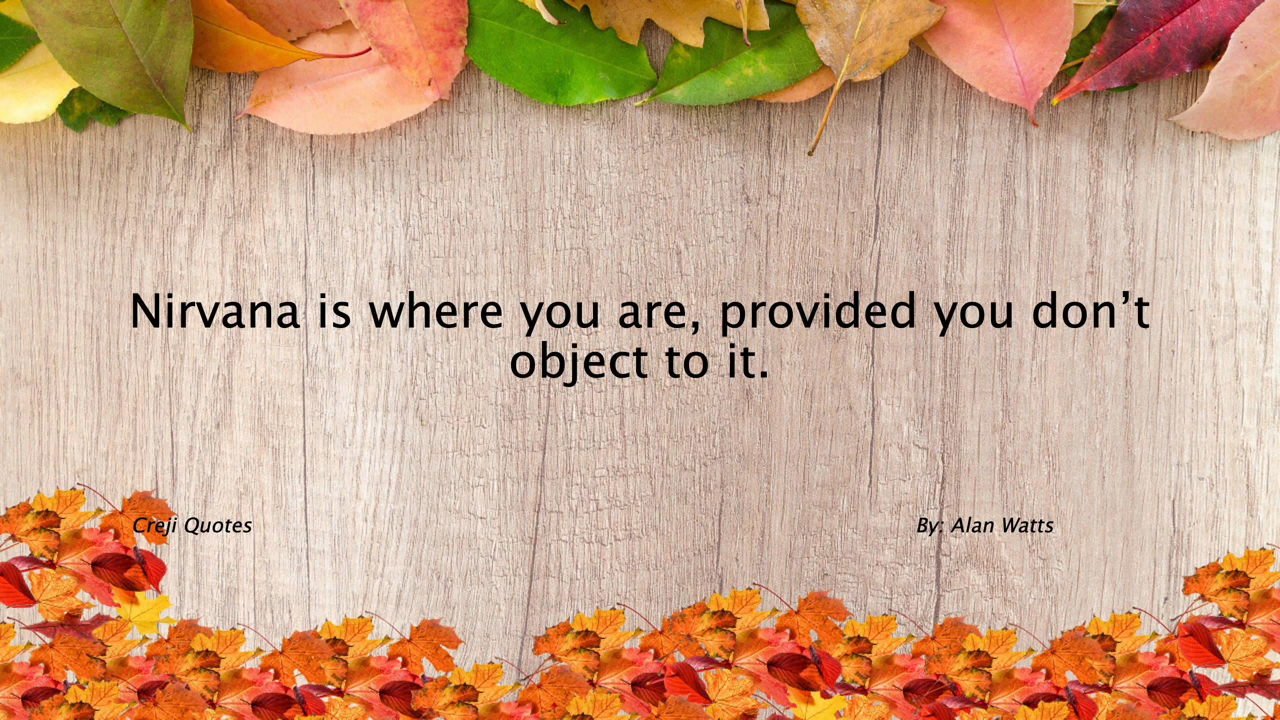 Nirvana is where you are, provided you don’t
object to it.
Creji Quotes
By: Alan Watts